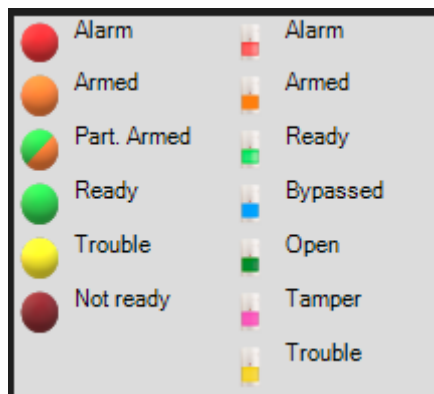 Alarm
Armed
Part. Armed
Ready
Trouble
Not ready
Alarm
Armed
Ready
Bypassed
Open
Tamper
Trouble